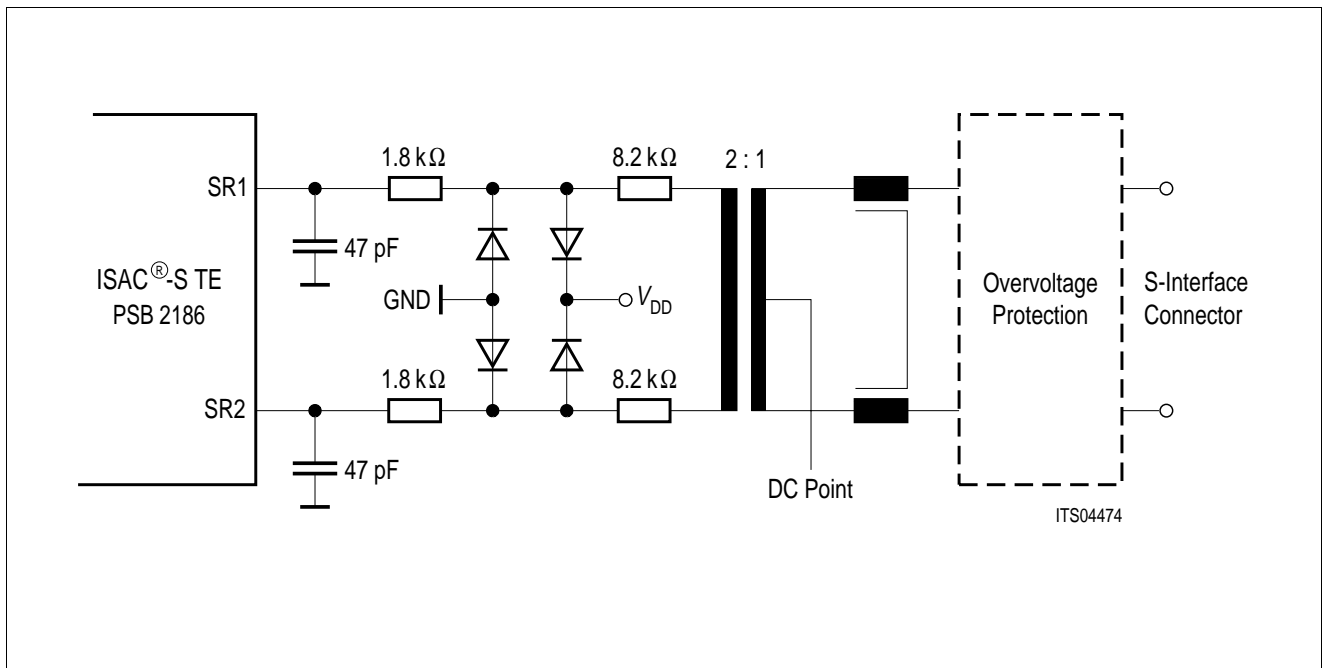 1.8 kΩ
8.2 kΩ
2 : 1
SR1
47 pF
ISAC®-S TE
PSB 2186
GND
VDD
Overvoltage
Protection
S-Interface
Connector
1.8 kΩ
8.2 kΩ
SR2
47 pF
DC Point
ITS04474